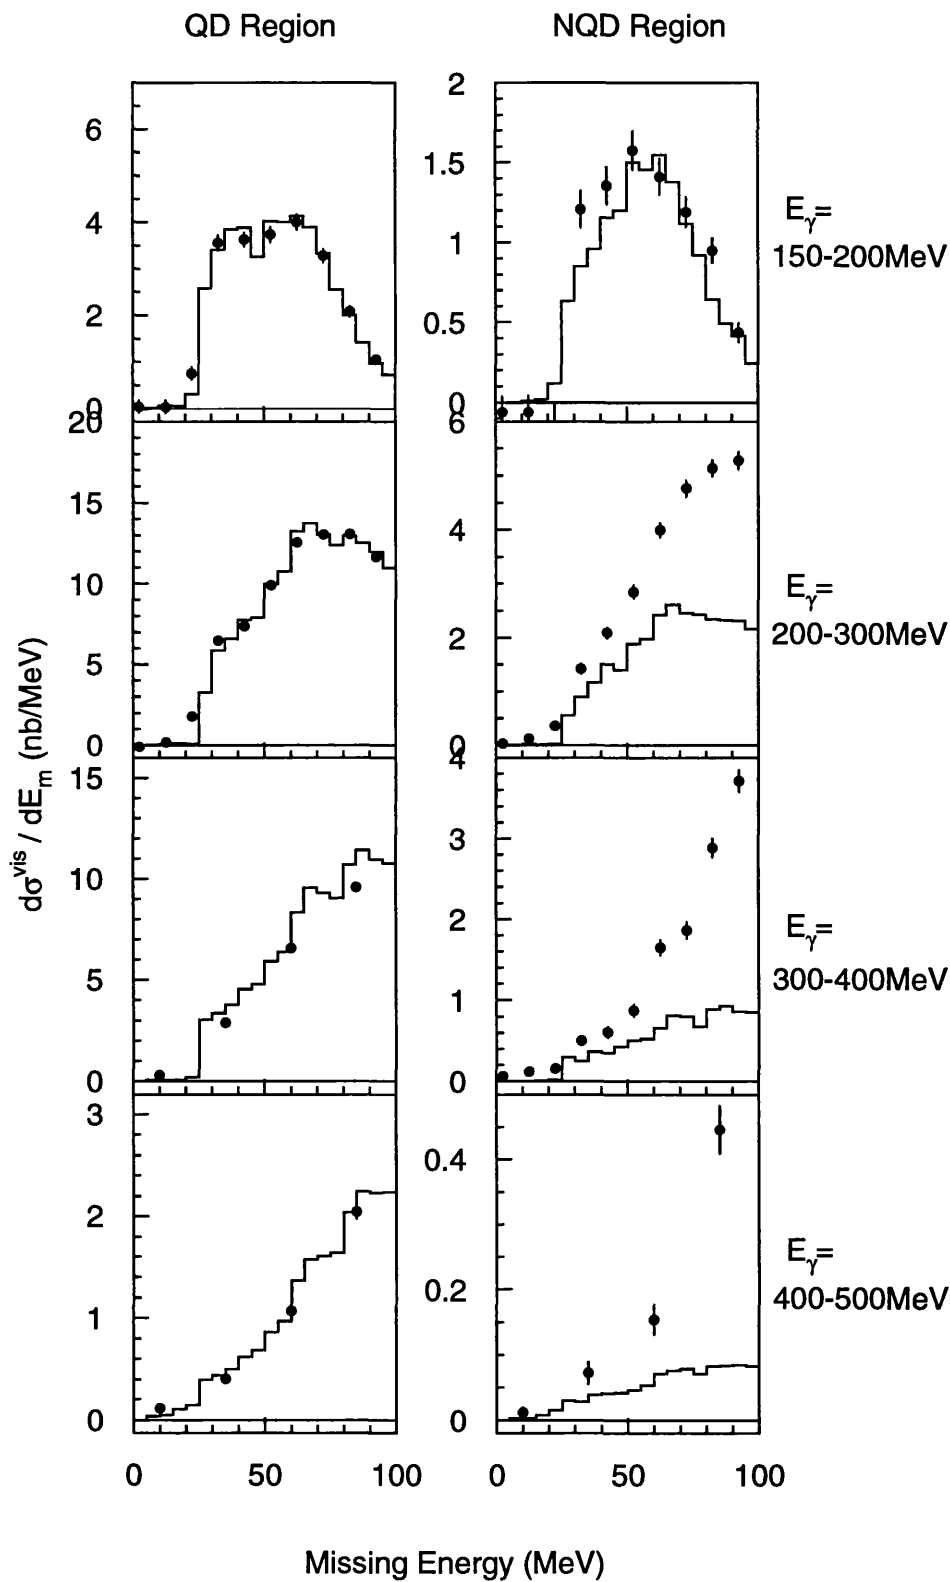 QD Region
NQD Region
6
4
2
0
2
1.5
1
0.5
0
E_γ=
150-200MeV
20
15
10
5
0
6
4
2
0
E_γ=
200-300MeV
15
10
5
0
4
3
2
1
0
E_γ=
300-400MeV
3
2
1
0
0.4
0.2
0
E_γ=
400-500MeV
0 50 100
0 50 100
dσ^vis / dE_m (nb/MeV)
Missing Energy (MeV)